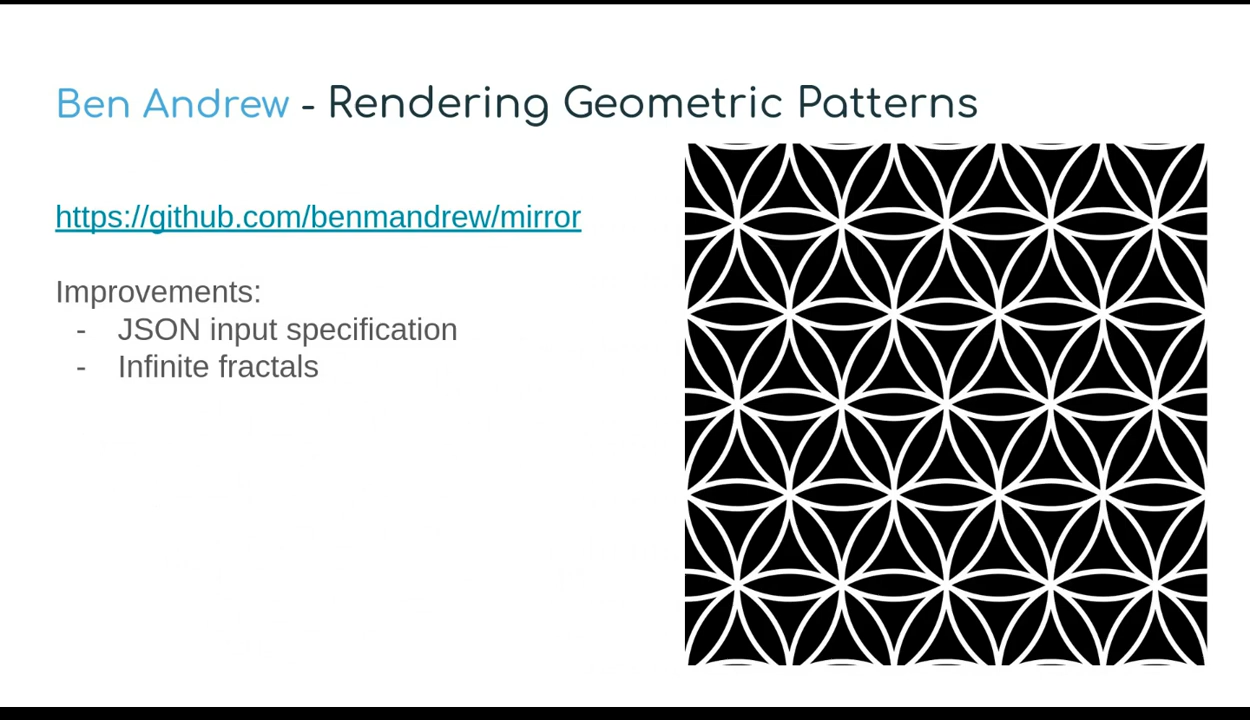 Ben Andrew - Rendering Geometric Patterns
https://github.com/benmandrew/mirror
Improvements:
- JSON input specification
- Infinite fractals